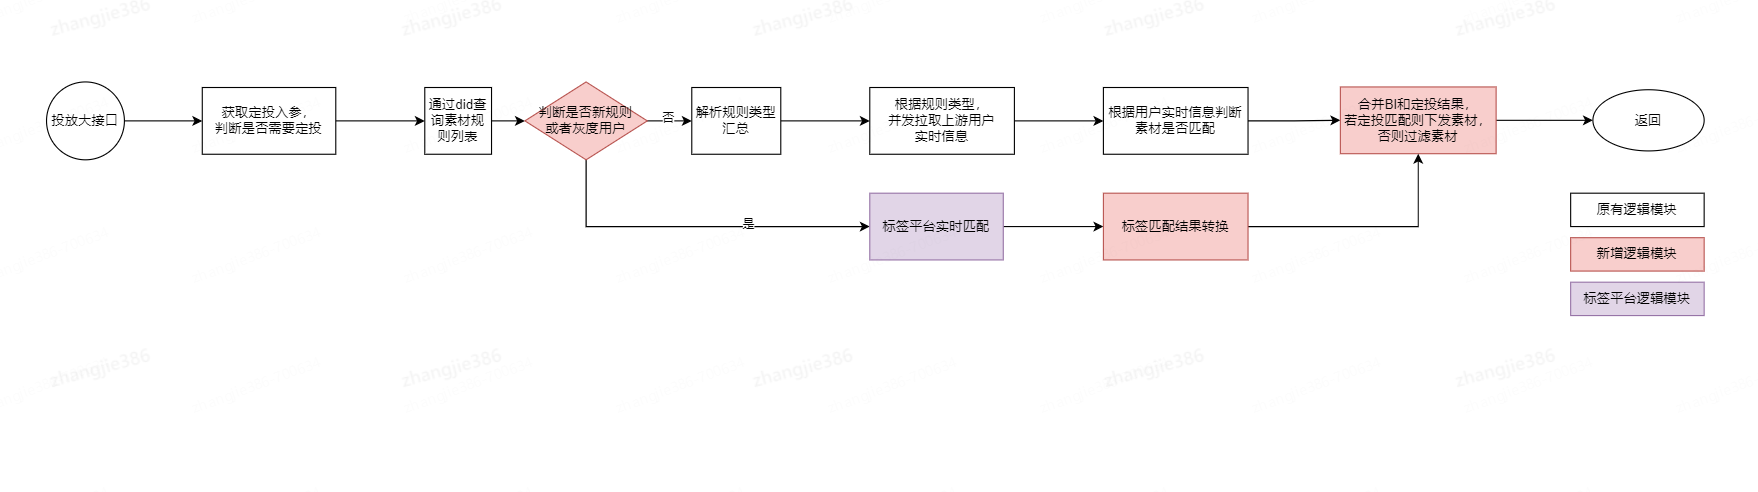 zhangjie386
zhangjie386
zhangjie386
zhangjie386
zhangjie386
投放大接口
获取定投入参，
判断是否需要定投
通过did查
询素材规
则列表
判断是否新规则
或者灰度用户
否
解析规则类型
汇总
根据规则类型，
并发拉取上游用户
实时信息
根据用户实时信息判断
素材是否匹配
合并BI和定投结果，
若定投匹配则下发素材，
否则过滤素材
返回
是
标签平台实时匹配
标签匹配结果转换
原有逻辑模块
新增逻辑模块
标签平台逻辑模块
zhangjie386
zhangjie386
zhangjie386
zhangjie386
zhangjie386